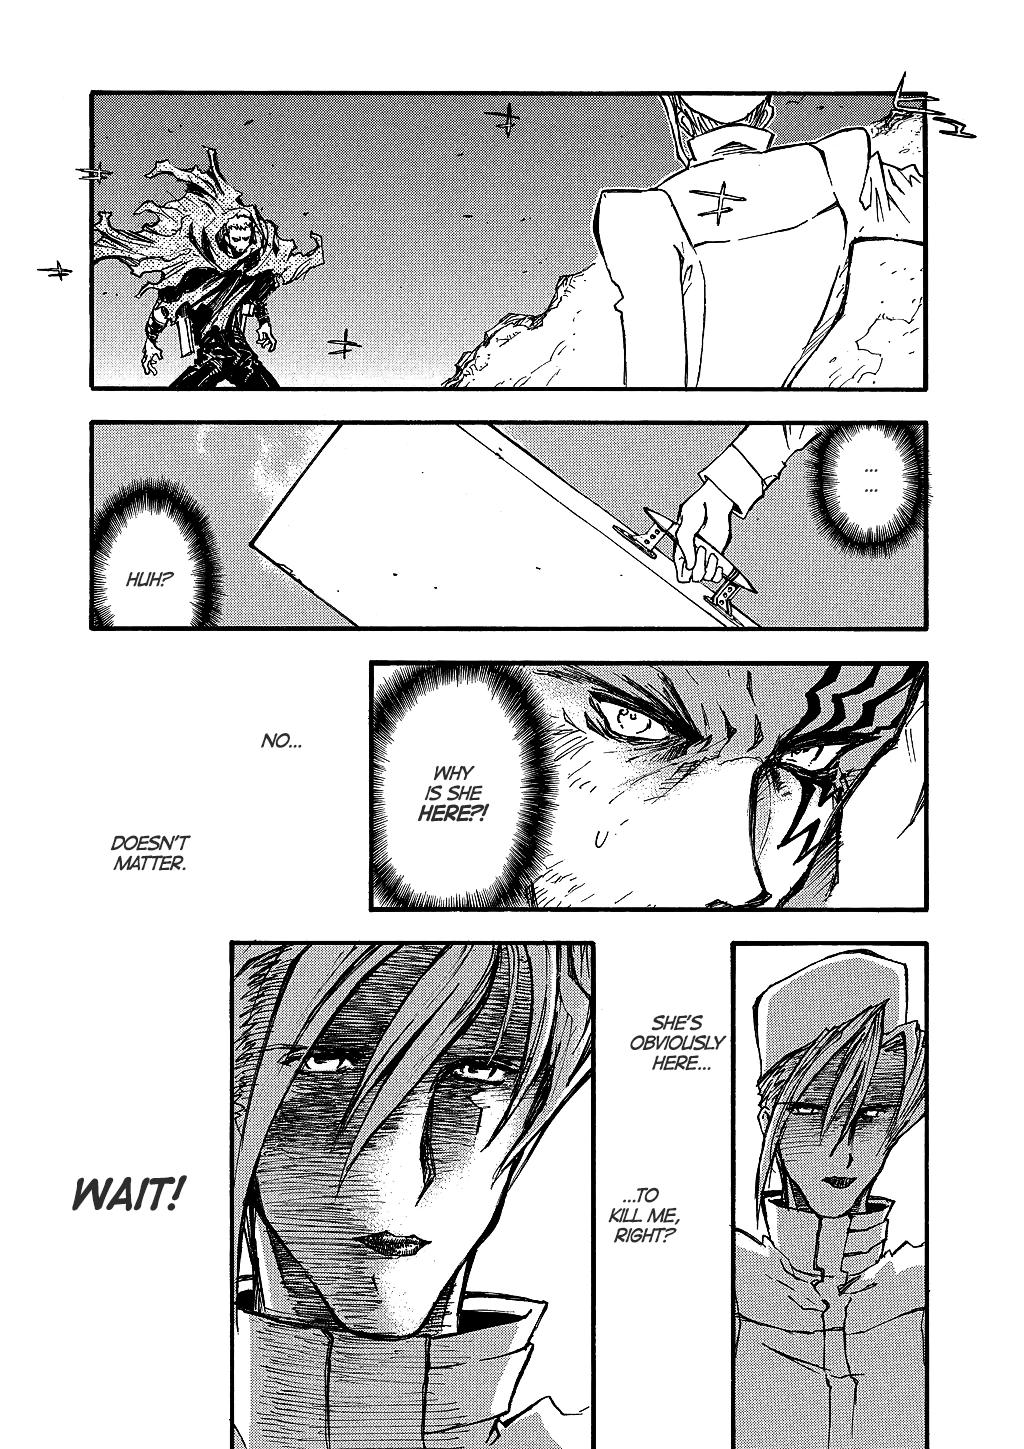 ...
...
HUH?
WHY
IS SHE
HERE?!
NO...
DOESN'T
MATTER.
SHE'S
OBVIOUSLY
HERE...
...TO
KILL ME,
RIGHT?
WAIT!